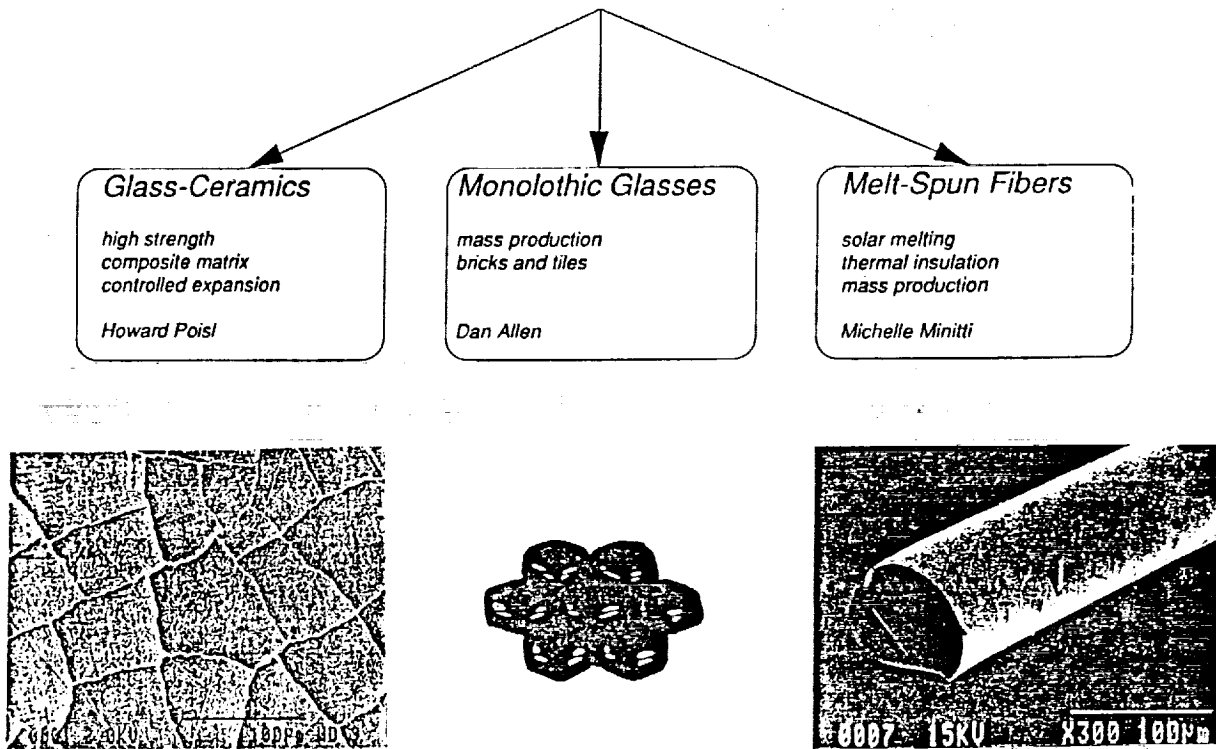 Glass-Ceramics
high strength
composite matrix
controlled expansion
Howard Poisl
Monolothic Glasses
mass production
bricks and tiles
Dan Allen
Melt-Spun Fibers
solar melting
thermal insulation
mass production
Michelle Minitti
0007 15KV X300 100µm